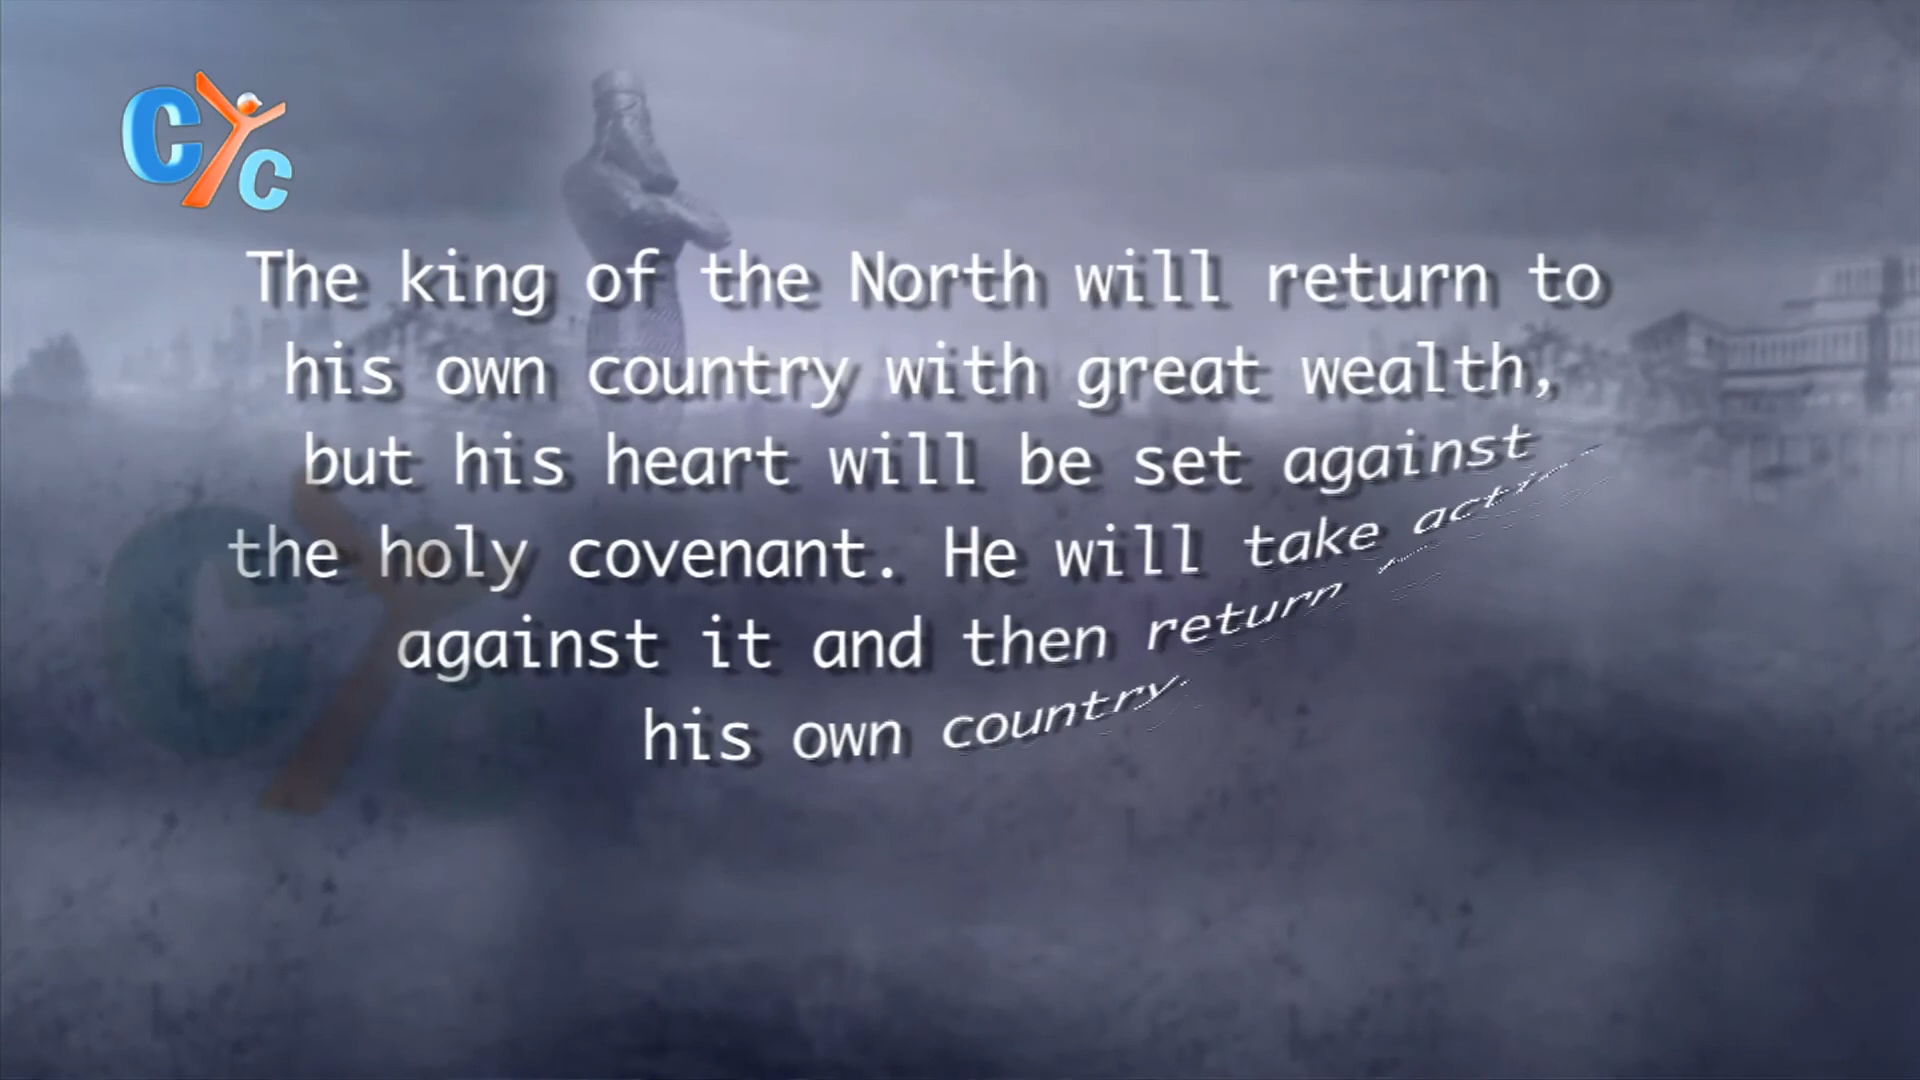 CYC
The king of the North will return to
his own country with great wealth,
but his heart will be set against
the holy covenant. He will take
against it and then return
his own country.